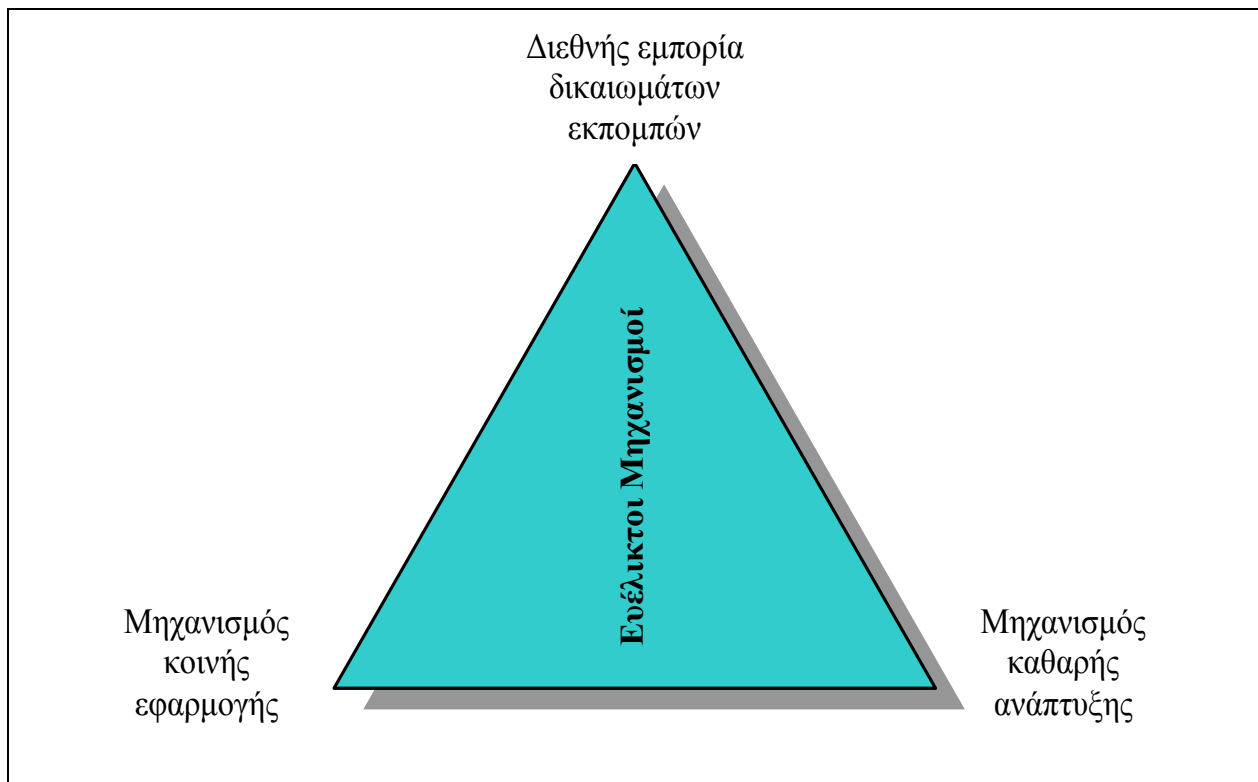 Διεθνής εμπορία
δικαιωμάτων
εκπομπών
Ευέλικτοι Μηχανισμοί
Μηχανισμός
κοινής
εφαρμογής
Μηχανισμός
καθαρής
ανάπτυξης